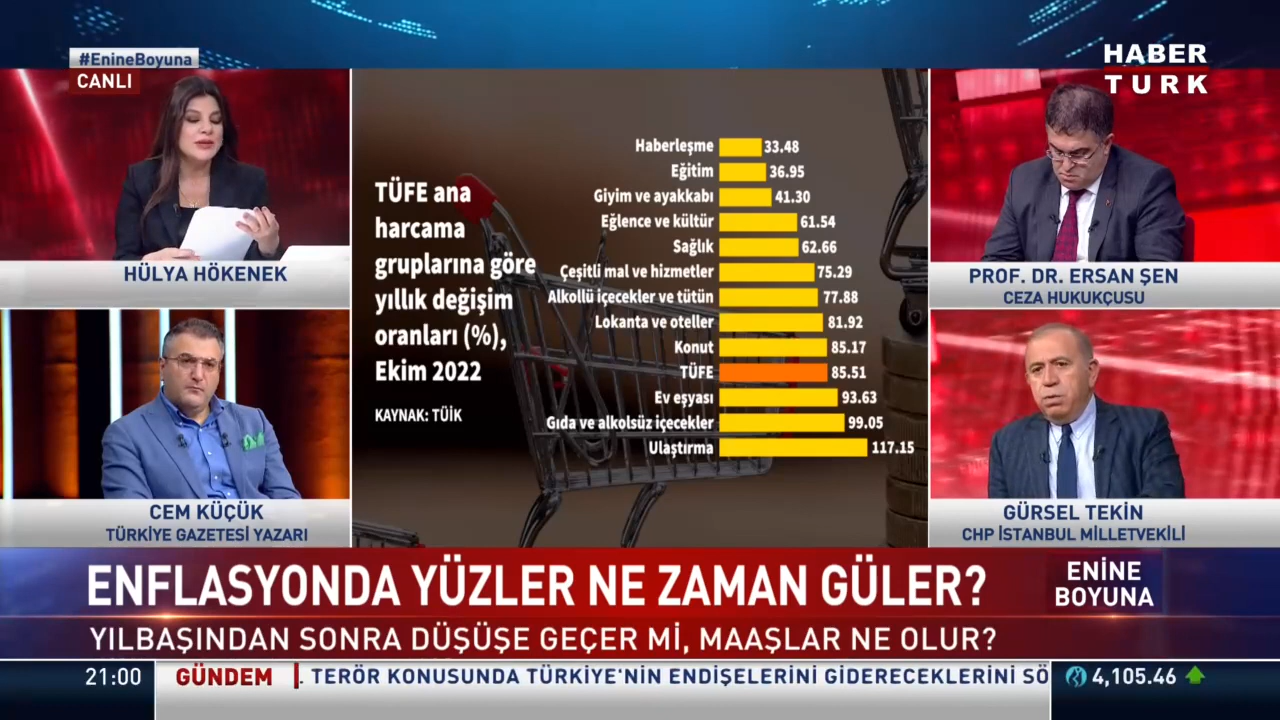 #EnineBoyuna
CANLI
HABER
TURK
HÜLYA HÖKENEK
TÜFE ana
harcama
gruplarına göre
yıllık değişim
oranları (%),
Ekim 2022
KAYNAK: TÜİK
Haberleşme 33.48
Eğitim 36.95
Giyim ve ayakkabı 41.30
Eğlence ve kültür 61.54
Sağlık 62.66
Çeşitli mal ve hizmetler 75.29
Alkollü içecekler ve tütün 77.88
Lokanta ve oteller 81.92
Konut 85.17
TÜFE 85.51
Ev eşyası 93.63
Gıda ve alkolsüz içecekler 99.05
Ulaştırma 117.15
PROF. DR. ERSAN ŞEN
CEZA HUKUKÇUSU
CEM KÜÇÜK
TÜRKİYE GAZETESİ YAZARI
GÜRSEL TEKİN
CHP İSTANBUL MİLLETVEKİLİ
ENFLASYONDA YÜZLER NE ZAMAN GÜLER?
YILBAŞINDAN SONRA DÜŞÜŞE GEÇER Mİ, MAAŞLAR NE OLUR?
ENİNE
BOYUNA
21:00 GÜNDEM . TERÖR KONUSUNDA TÜRKİYE'NİN ENDİŞELERİNİ GİDERECEKLERİNİ SÖ 4,105.46